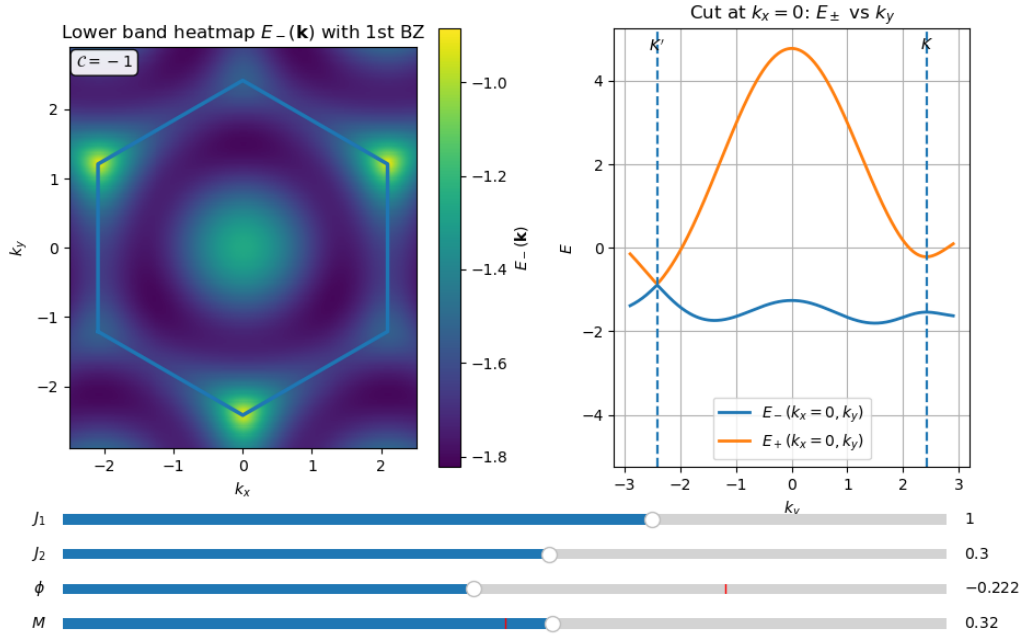 Lower band heatmap E₋(𝐤) with 1st BZ
𝒞 = −1
2
1
0
−1
−2
k_y
−2
−1
0
1
2
k_x
−1.0
−1.2
−1.4
−1.6
−1.8
E₋(𝐤)
Cut at k_x = 0: E_± vs k_y
K′
K
4
2
0
−2
−4
E
E₋(k_x = 0, k_y)
E₊(k_x = 0, k_y)
−3
−2
−1
0
1
2
3
k_y
J₁ 1
J₂ 0.3
ϕ −0.222
M 0.32